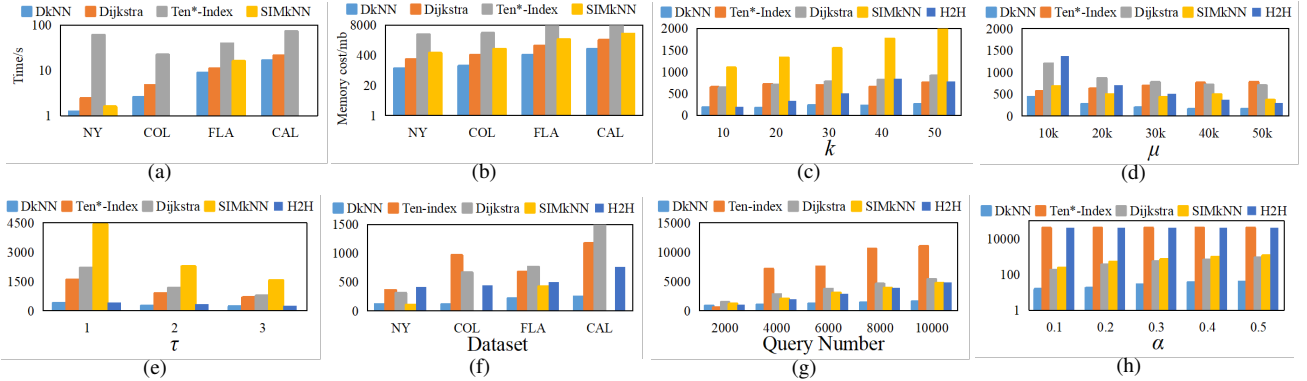 DkNN Dijkstra Ten*-Index SIMkNN
Time/s
100
10
1
NY COL FLA CAL
(a)
DkNN Dijkstra Ten*-Index SIMkNN
Memory cost/mb
8000
400
20
1
NY COL FLA CAL
(b)
DkNN Ten*-Index Dijkstra SIMkNN H2H
2000
1500
1000
500
0
10 20 30 40 50
k
(c)
DkNN Ten*-Index Dijkstra SIMkNN H2H
2000
1500
1000
500
0
10k 20k 30k 40k 50k
μ
(d)
DkNN Ten*-Index Dijkstra SIMkNN H2H
4500
3000
1500
0
1 2 3
τ
(e)
DkNN Ten-index Dijkstra SIMkNN H2H
1500
1000
500
0
NY COL FLA CAL
Dataset
(f)
DkNN Ten-index Dijkstra SIMkNN H2H
15000
10000
5000
0
2000 4000 6000 8000 10000
Query Number
(g)
DkNN Ten*-Index Dijkstra SIMkNN H2H
10000
100
1
0.1 0.2 0.3 0.4 0.5
α
(h)